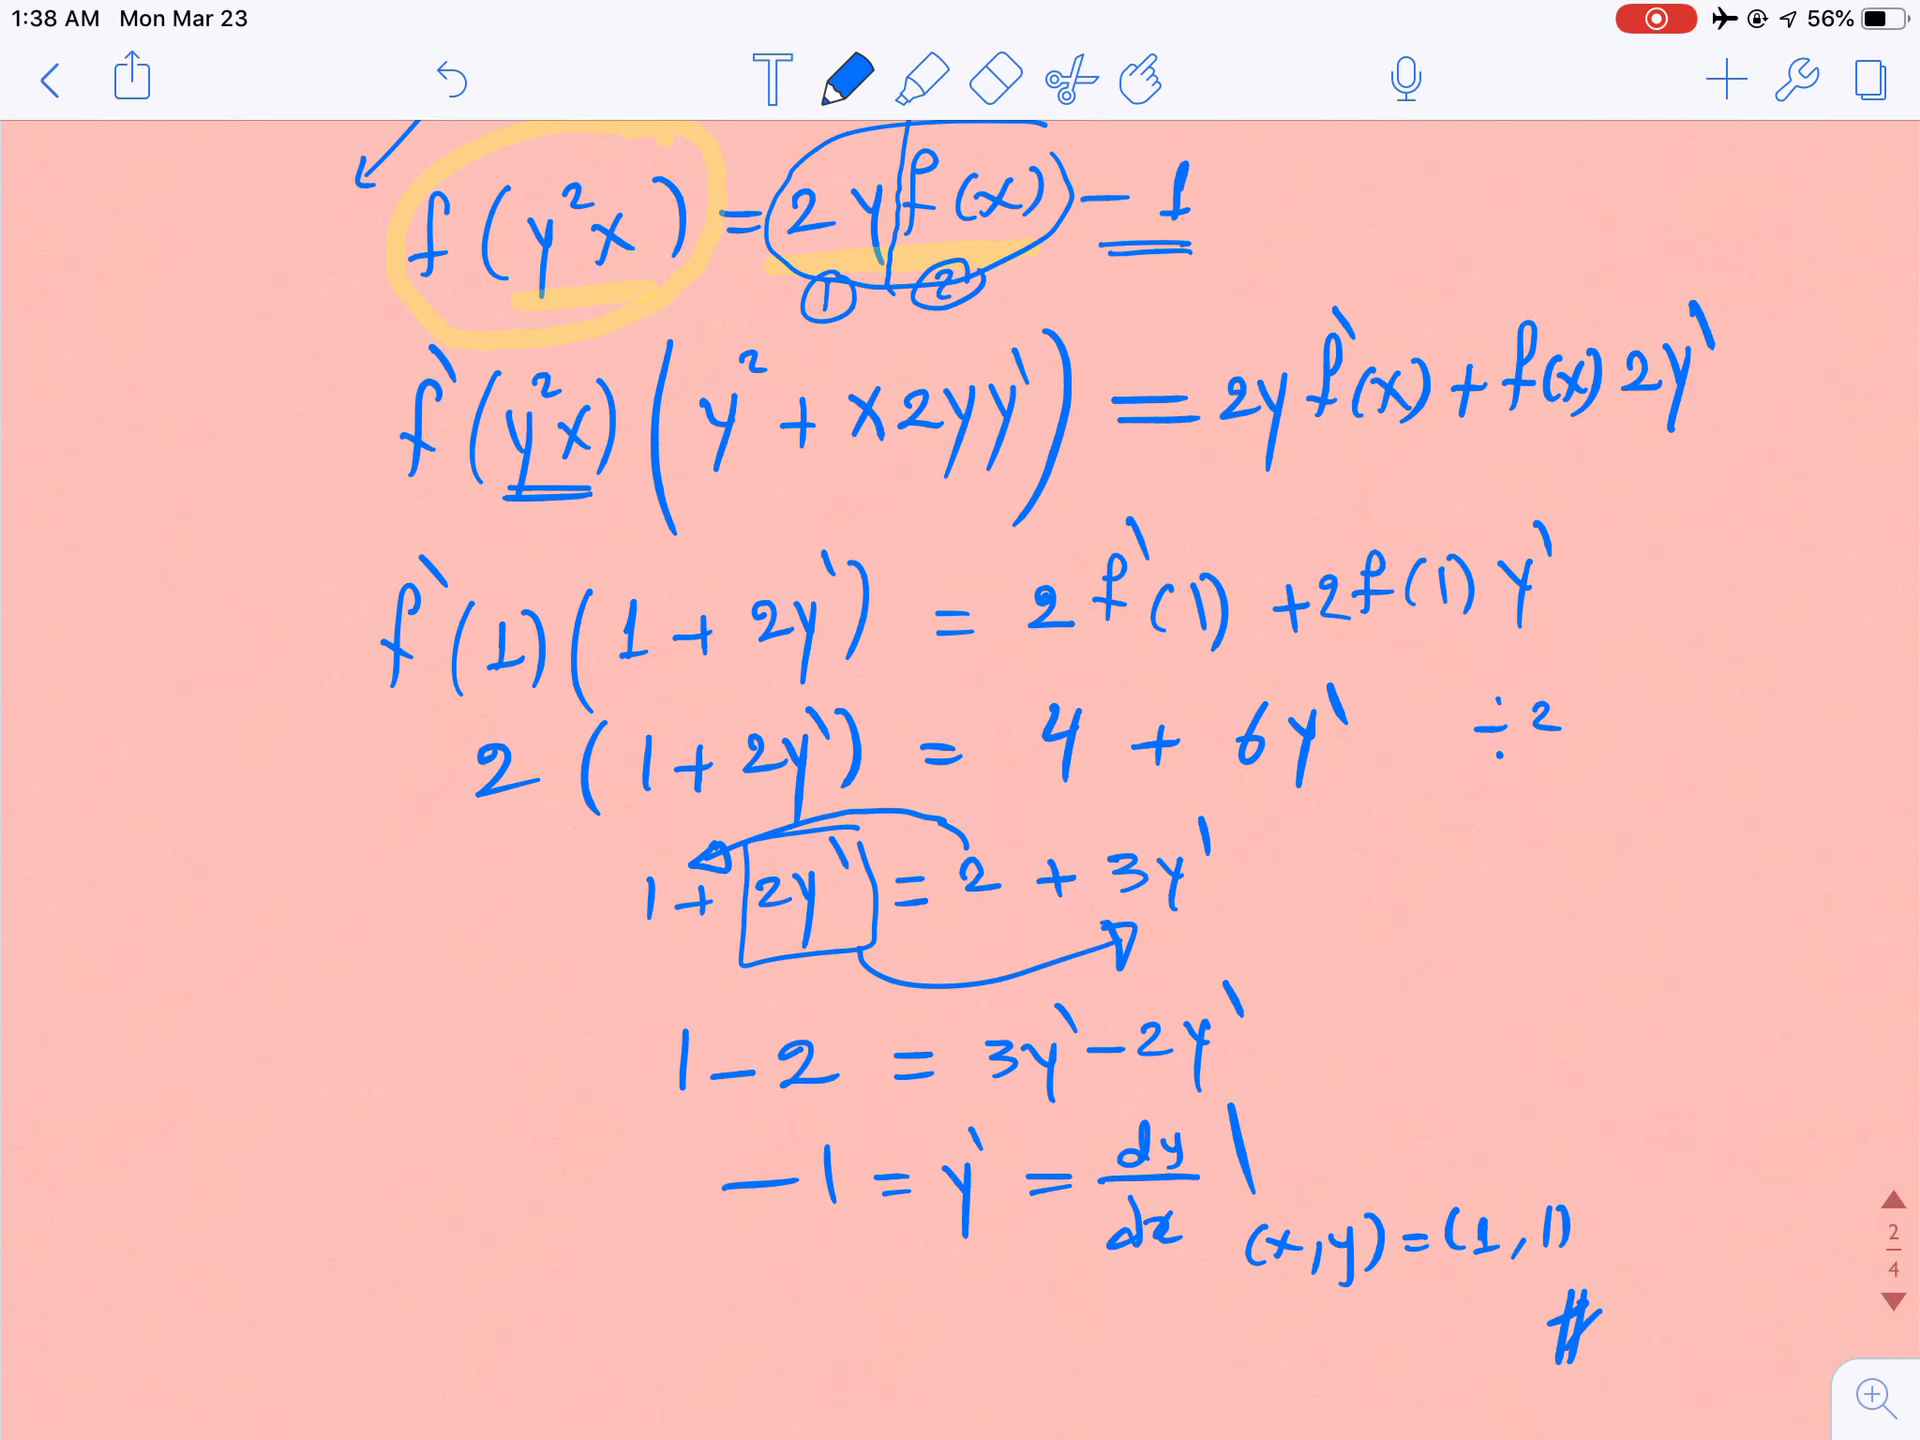 1:38 AM Mon Mar 23 56%
T
f(y²x) = 2y f(x) - 1
① ②
f'(y²x)(y² + x2yy') = 2y f'(x) + f(x) 2y'
f'(1)(1 + 2y') = 2f'(1) + 2f(1) y'
2(1 + 2y') = 4 + 6y' ÷2
1 + 2y' = 2 + 3y'
1 - 2 = 3y' - 2y'
-1 = y' = dy/dx | (x,y) = (1,1)
#
2
4